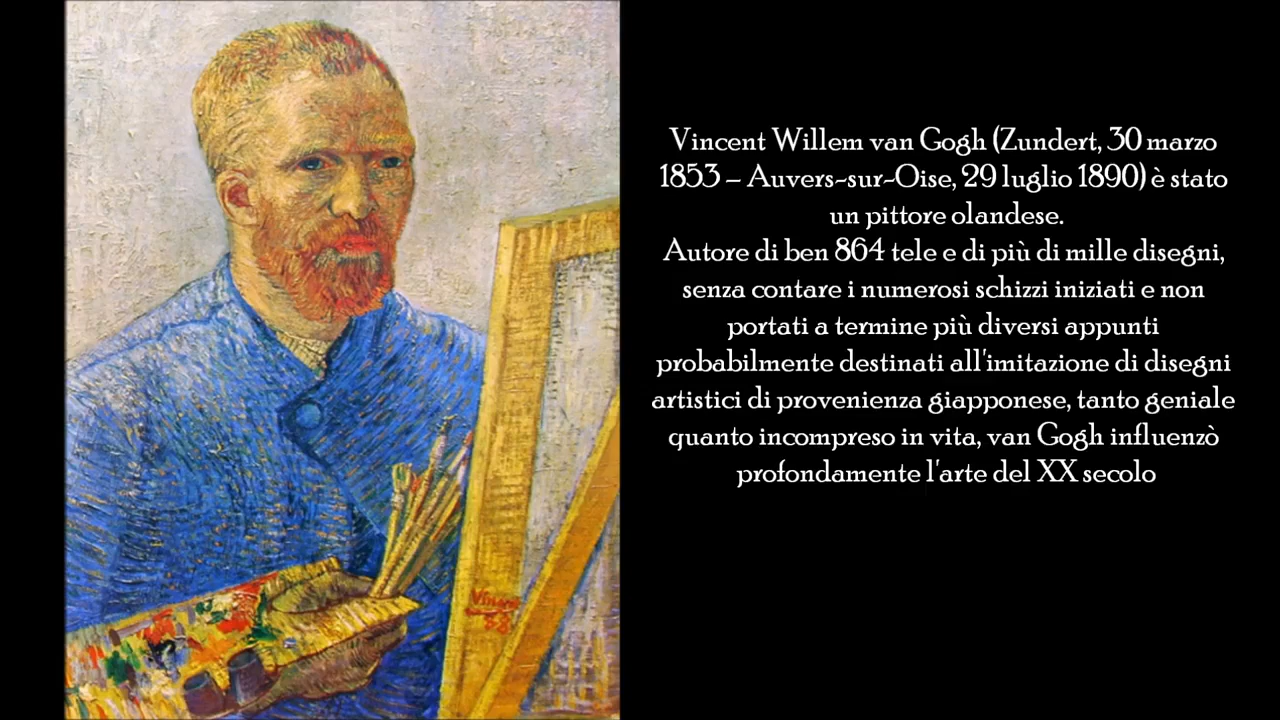 Vincent Willem van Gogh (Zundert, 30 marzo
1853 – Auvers-sur-Oise, 29 luglio 1890) è stato
un pittore olandese.
Autore di ben 864 tele e di più di mille disegni,
senza contare i numerosi schizzi iniziati e non
portati a termine più diversi appunti
probabilmente destinati all'imitazione di disegni
artistici di provenienza giapponese, tanto geniale
quanto incompreso in vita, van Gogh influenzò
profondamente l'arte del XX secolo
Vincent
88